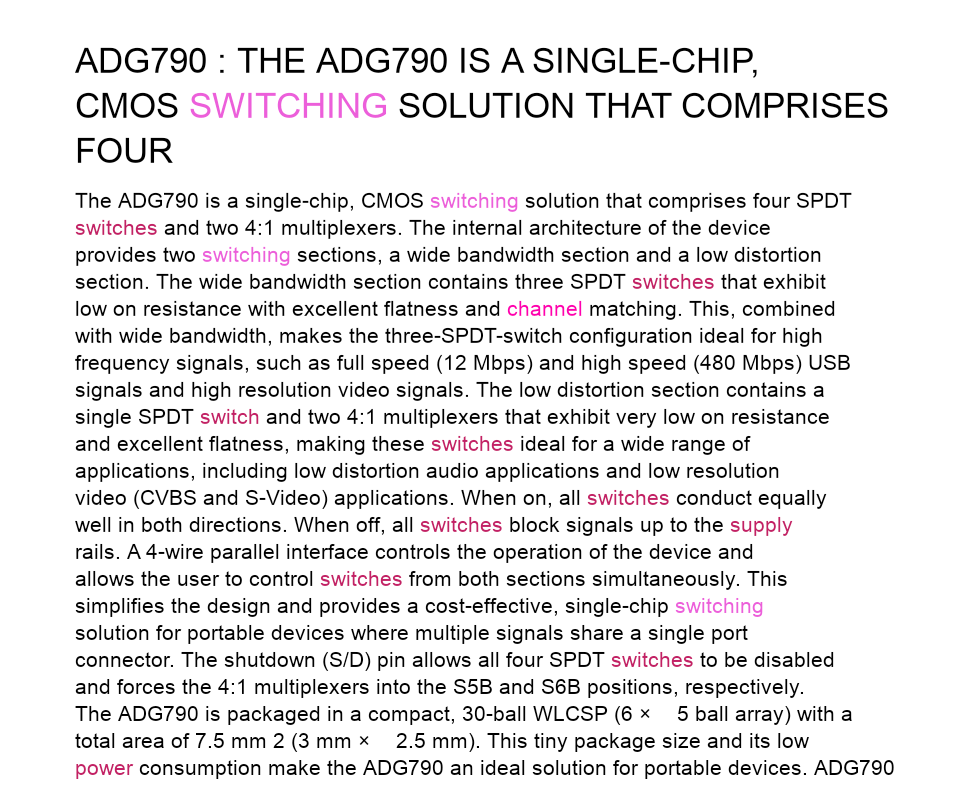 ADG790 : THE ADG790 IS A SINGLE-CHIP,
CMOS SWITCHING SOLUTION THAT COMPRISES
FOUR
The ADG790 is a single-chip, CMOS switching solution that comprises four SPDT
switches and two 4:1 multiplexers. The internal architecture of the device
provides two switching sections, a wide bandwidth section and a low distortion
section. The wide bandwidth section contains three SPDT switches that exhibit
low on resistance with excellent flatness and channel matching. This, combined
with wide bandwidth, makes the three-SPDT-switch configuration ideal for high
frequency signals, such as full speed (12 Mbps) and high speed (480 Mbps) USB
signals and high resolution video signals. The low distortion section contains a
single SPDT switch and two 4:1 multiplexers that exhibit very low on resistance
and excellent flatness, making these switches ideal for a wide range of
applications, including low distortion audio applications and low resolution
video (CVBS and S-Video) applications. When on, all switches conduct equally
well in both directions. When off, all switches block signals up to the supply
rails. A 4-wire parallel interface controls the operation of the device and
allows the user to control switches from both sections simultaneously. This
simplifies the design and provides a cost-effective, single-chip switching
solution for portable devices where multiple signals share a single port
connector. The shutdown (S/D) pin allows all four SPDT switches to be disabled
and forces the 4:1 multiplexers into the S5B and S6B positions, respectively.
The ADG790 is packaged in a compact, 30-ball WLCSP (6 × 5 ball array) with a
total area of 7.5 mm 2 (3 mm × 2.5 mm). This tiny package size and its low
power consumption make the ADG790 an ideal solution for portable devices. ADG790